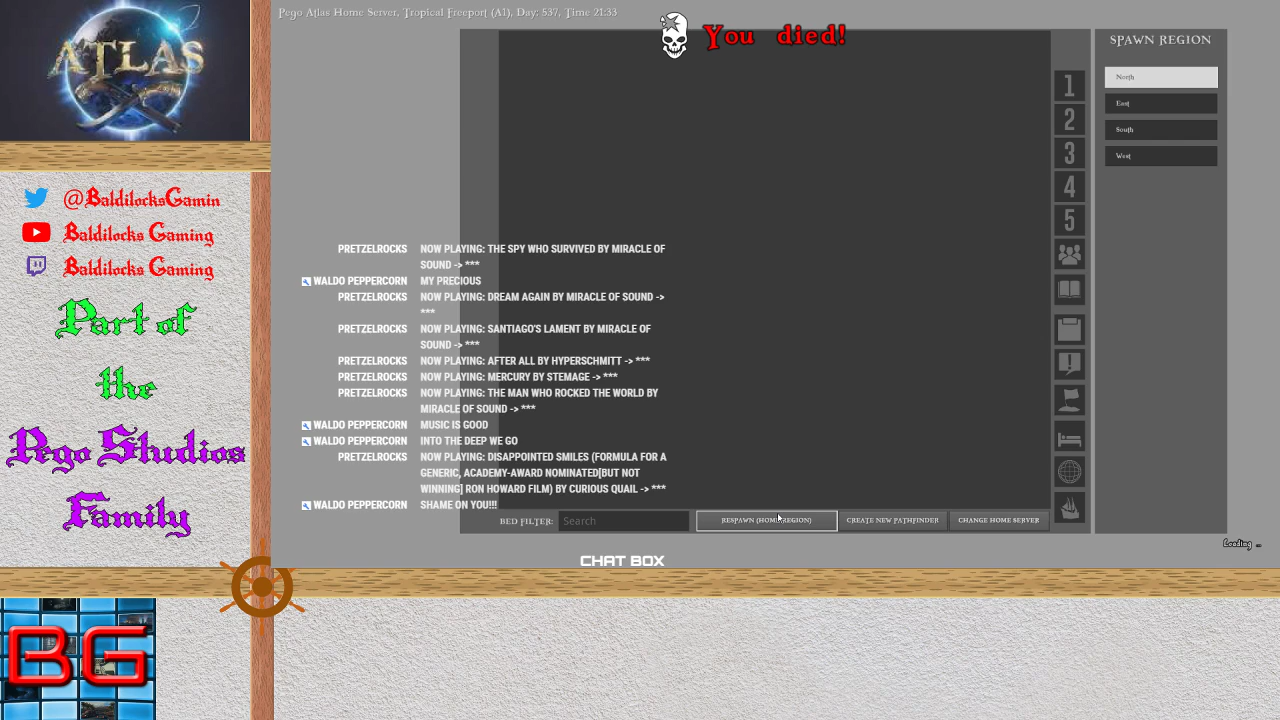 ATLAS
Pego Atlas Home Server, Tropical Freeport (A1), Day: 537, Time 21:33
You died!
SPAWN REGION
North
East
South
West
1
2
3
4
5
@BaldilocksGamin
Baldilocks Gaming
Baldilocks Gaming
Part of
the
Pego Studios
Family
PRETZELROCKS NOW PLAYING: THE SPY WHO SURVIVED BY MIRACLE OF
SOUND -> ***
WALDO PEPPERCORN MY PRECIOUS
PRETZELROCKS NOW PLAYING: DREAM AGAIN BY MIRACLE OF SOUND ->
***
PRETZELROCKS NOW PLAYING: SANTIAGO'S LAMENT BY MIRACLE OF
SOUND -> ***
PRETZELROCKS NOW PLAYING: AFTER ALL BY HYPERSCHMITT -> ***
PRETZELROCKS NOW PLAYING: MERCURY BY STEMAGE -> ***
PRETZELROCKS NOW PLAYING: THE MAN WHO ROCKED THE WORLD BY
MIRACLE OF SOUND -> ***
WALDO PEPPERCORN MUSIC IS GOOD
WALDO PEPPERCORN INTO THE DEEP WE GO
PRETZELROCKS NOW PLAYING: DISAPPOINTED SMILES (FORMULA FOR A
GENERIC, ACADEMY-AWARD NOMINATED[BUT NOT
WINNING] RON HOWARD FILM) BY CURIOUS QUAIL -> ***
WALDO PEPPERCORN SHAME ON YOU!!!
BED FILTER: Search RESPAWN (HOME REGION) CREATE NEW PATHFINDER CHANGE HOME SERVER
Loading ...
CHAT BOX
BG